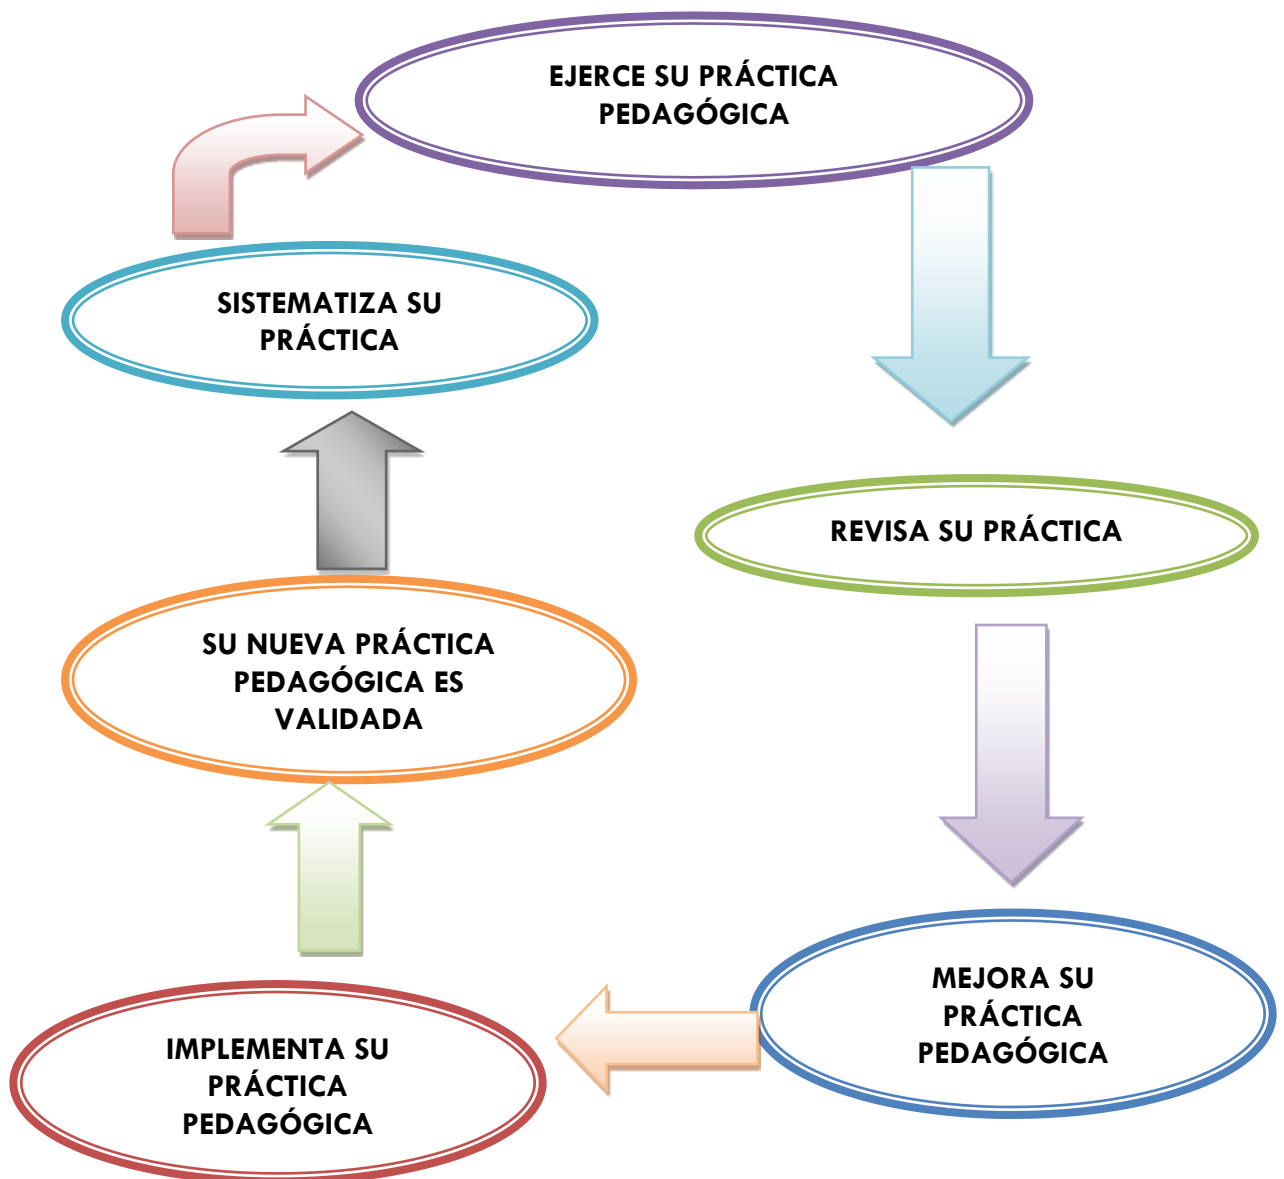 EJERCE SU PRÁCTICA
PEDAGÓGICA
SISTEMATIZA SU
PRÁCTICA
REVISA SU PRÁCTICA
SU NUEVA PRÁCTICA
PEDAGÓGICA ES
VALIDADA
MEJORA SU
PRÁCTICA
PEDAGÓGICA
IMPLEMENTA SU
PRÁCTICA
PEDAGÓGICA